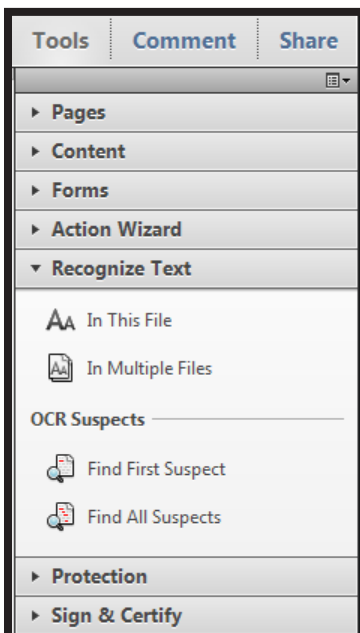 Tools Comment Share
Pages
Content
Forms
Action Wizard
Recognize Text
In This File
In Multiple Files
OCR Suspects
Find First Suspect
Find All Suspects
Protection
Sign & Certify